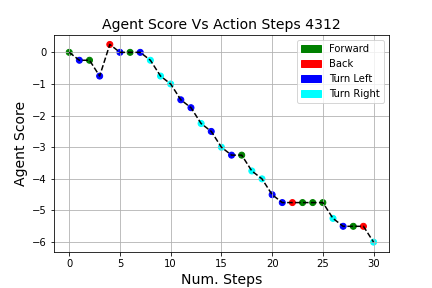 Agent Score Vs Action Steps 4312
Forward
Back
Turn Left
Turn Right
Agent Score
0
−1
−2
−3
−4
−5
−6
0 5 10 15 20 25 30
Num. Steps